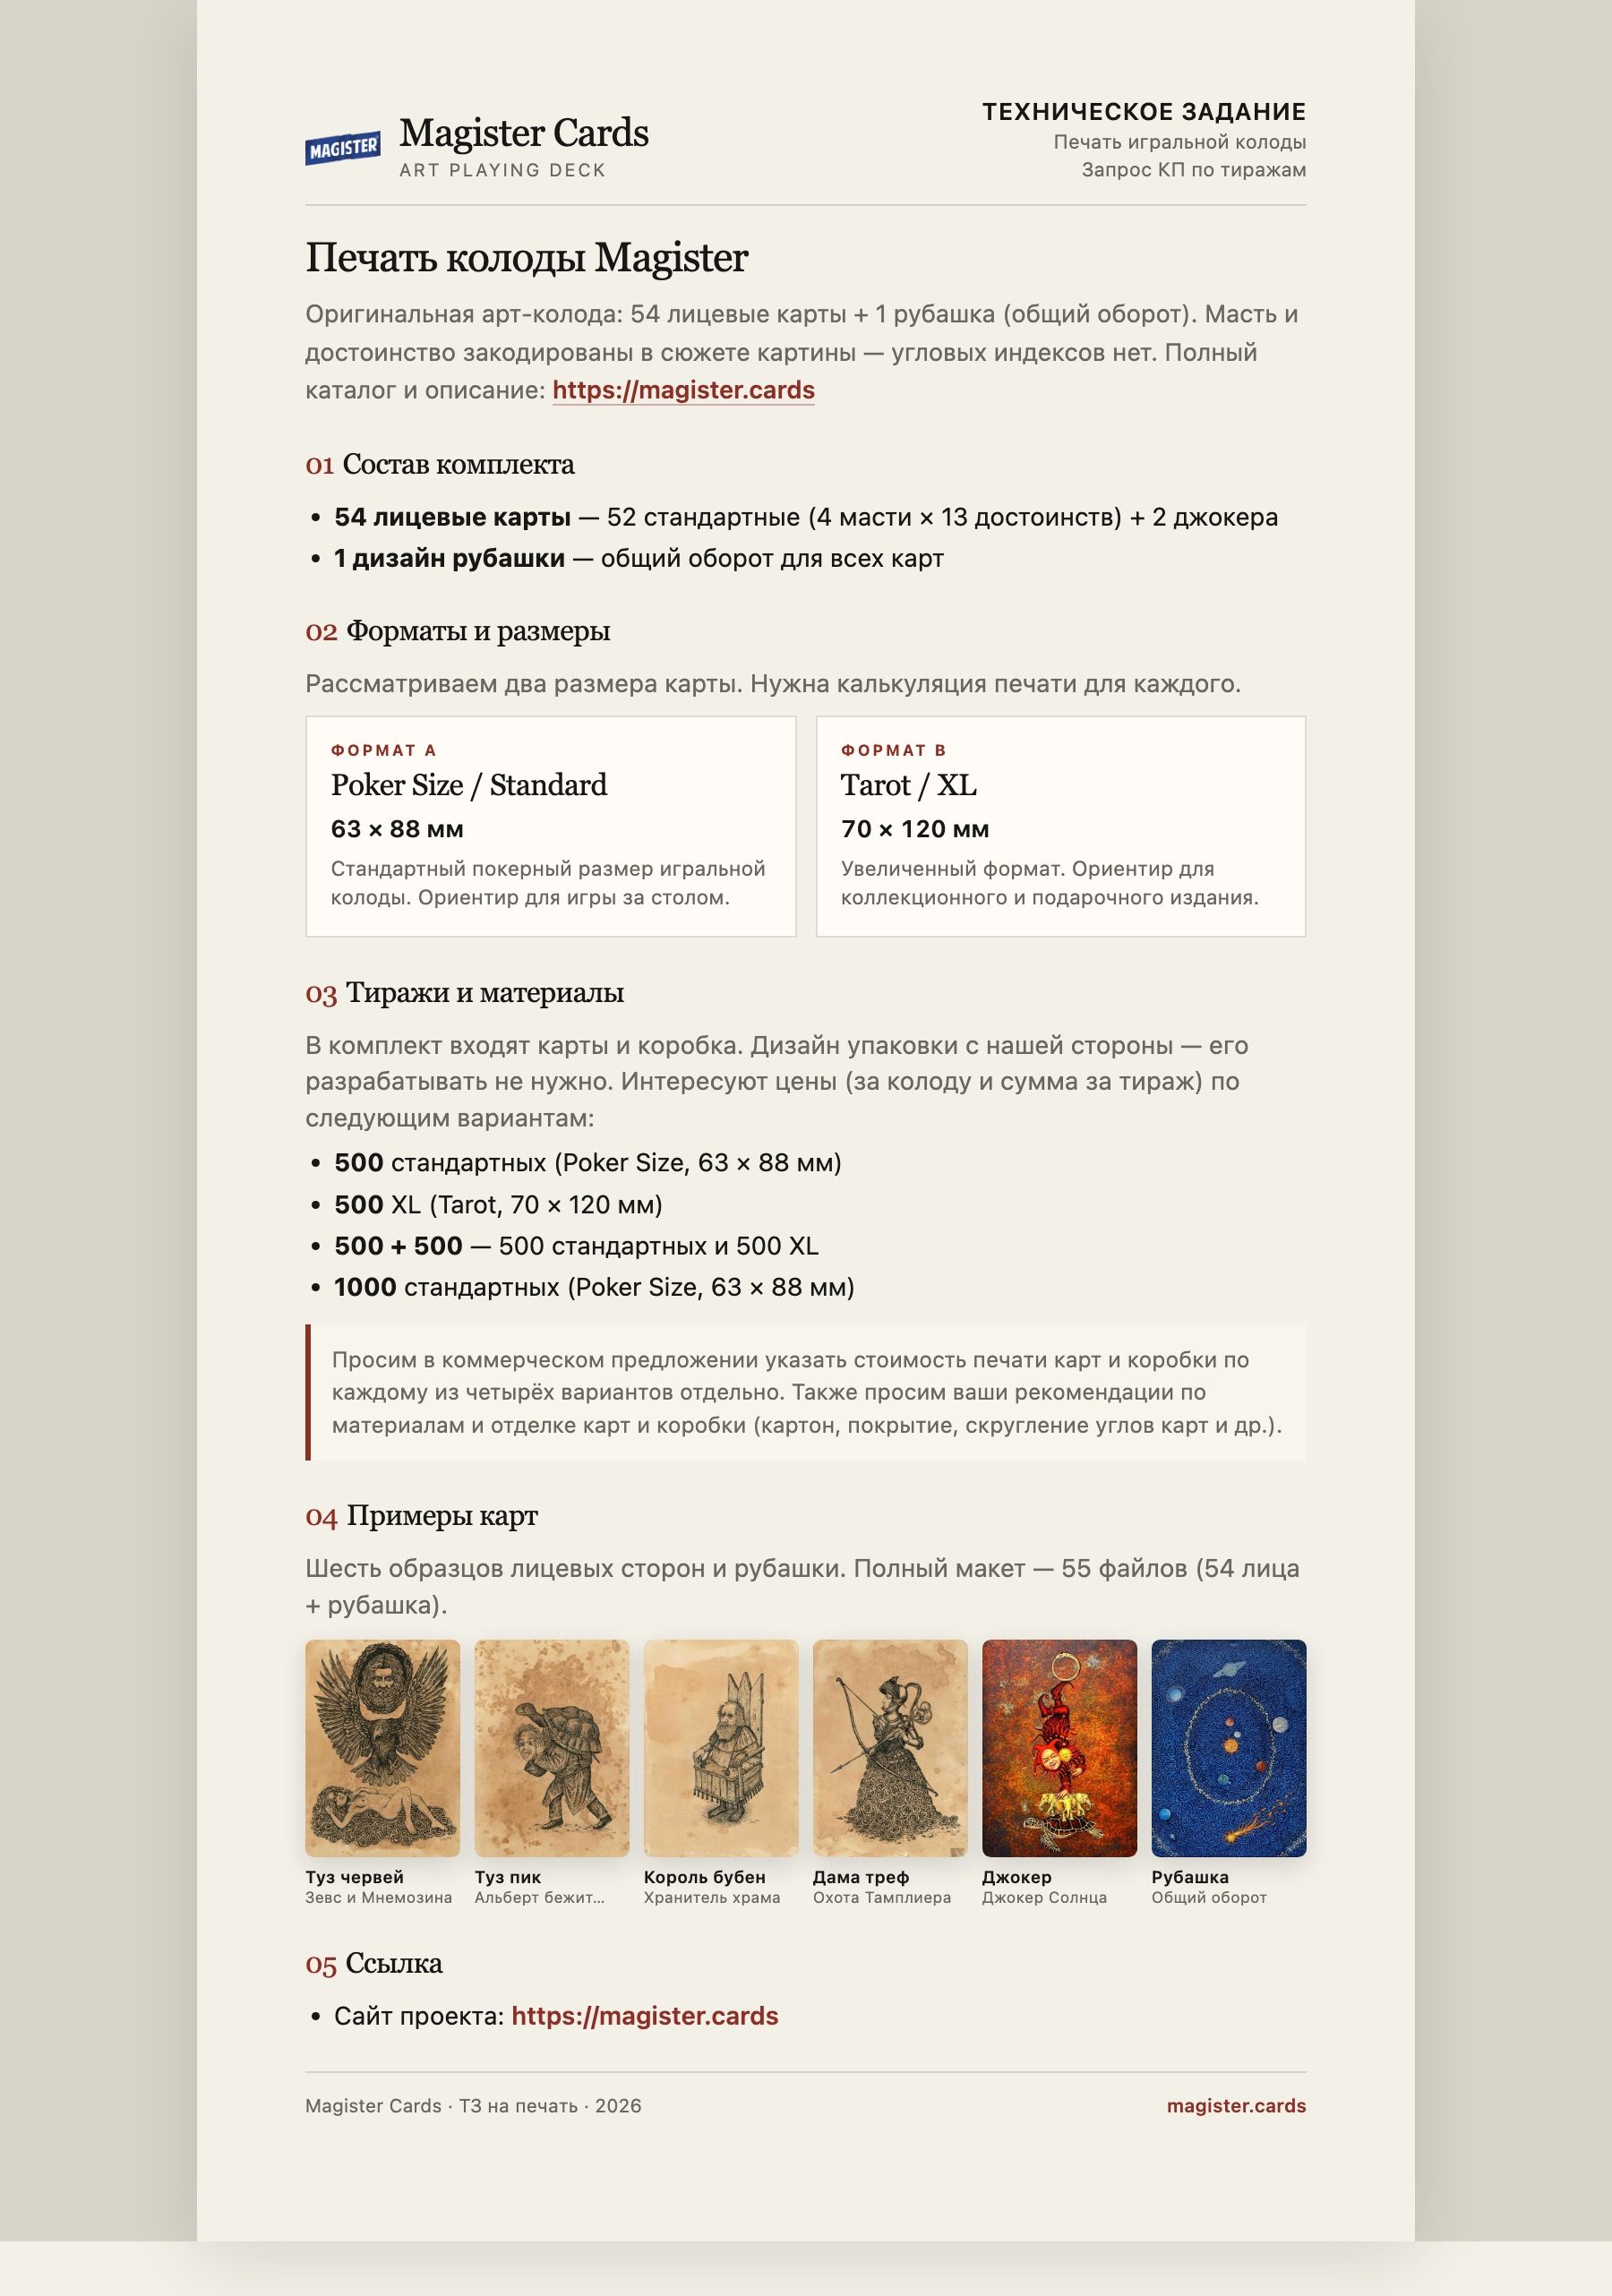 MAGISTER
Magister Cards
ART PLAYING DECK
ТЕХНИЧЕСКОЕ ЗАДАНИЕ
Печать игральной колоды
Запрос КП по тиражам
Печать колоды Magister
Оригинальная арт-колода: 54 лицевые карты + 1 рубашка (общий оборот). Масть и
достоинство закодированы в сюжете картины — угловых индексов нет. Полный
каталог и описание: https://magister.cards
01 Состав комплекта
• 54 лицевые карты — 52 стандартные (4 масти × 13 достоинств) + 2 джокера
• 1 дизайн рубашки — общий оборот для всех карт
02 Форматы и размеры
Рассматриваем два размера карты. Нужна калькуляция печати для каждого.
ФОРМАТ A
Poker Size / Standard
63 × 88 мм
Стандартный покерный размер игральной
колоды. Ориентир для игры за столом.
ФОРМАТ B
Tarot / XL
70 × 120 мм
Увеличенный формат. Ориентир для
коллекционного и подарочного издания.
03 Тиражи и материалы
В комплект входят карты и коробка. Дизайн упаковки с нашей стороны — его
разрабатывать не нужно. Интересуют цены (за колоду и сумма за тираж) по
следующим вариантам:
• 500 стандартных (Poker Size, 63 × 88 мм)
• 500 XL (Tarot, 70 × 120 мм)
• 500 + 500 — 500 стандартных и 500 XL
• 1000 стандартных (Poker Size, 63 × 88 мм)
Просим в коммерческом предложении указать стоимость печати карт и коробки по
каждому из четырёх вариантов отдельно. Также просим ваши рекомендации по
материалам и отделке карт и коробки (картон, покрытие, скругление углов карт и др.).
04 Примеры карт
Шесть образцов лицевых сторон и рубашки. Полный макет — 55 файлов (54 лица
+ рубашка).
Туз червей
Зевс и Мнемозина
Туз пик
Альберт бежит…
Король бубен
Хранитель храма
Дама треф
Охота Тамплиера
Джокер
Джокер Солнца
Рубашка
Общий оборот
05 Ссылка
• Сайт проекта: https://magister.cards
Magister Cards · ТЗ на печать · 2026
magister.cards